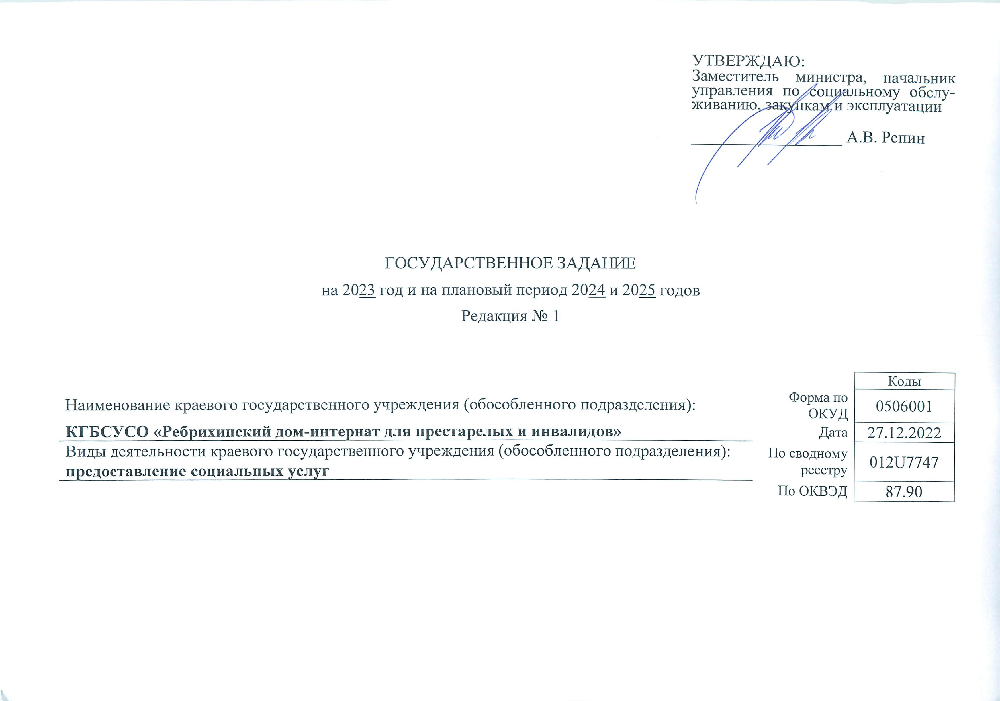 УТВЕРЖДАЮ:
Заместитель министра, начальник
управления по социальному обслу-
живанию, закупкам и эксплуатации
А.В. Репин
ГОСУДАРСТВЕННОЕ ЗАДАНИЕ
на 2023 год и на плановый период 2024 и 2025 годов
Редакция № 1
Коды
Наименование краевого государственного учреждения (обособленного подразделения):
Форма по
ОКУД
0506001
КГБСУСО «Ребрихинский дом-интернат для престарелых и инвалидов»
Дата
27.12.2022
Виды деятельности краевого государственного учреждения (обособленного подразделения):
предоставление социальных услуг
По сводному
реестру
012U7747
По ОКВЭД
87.90